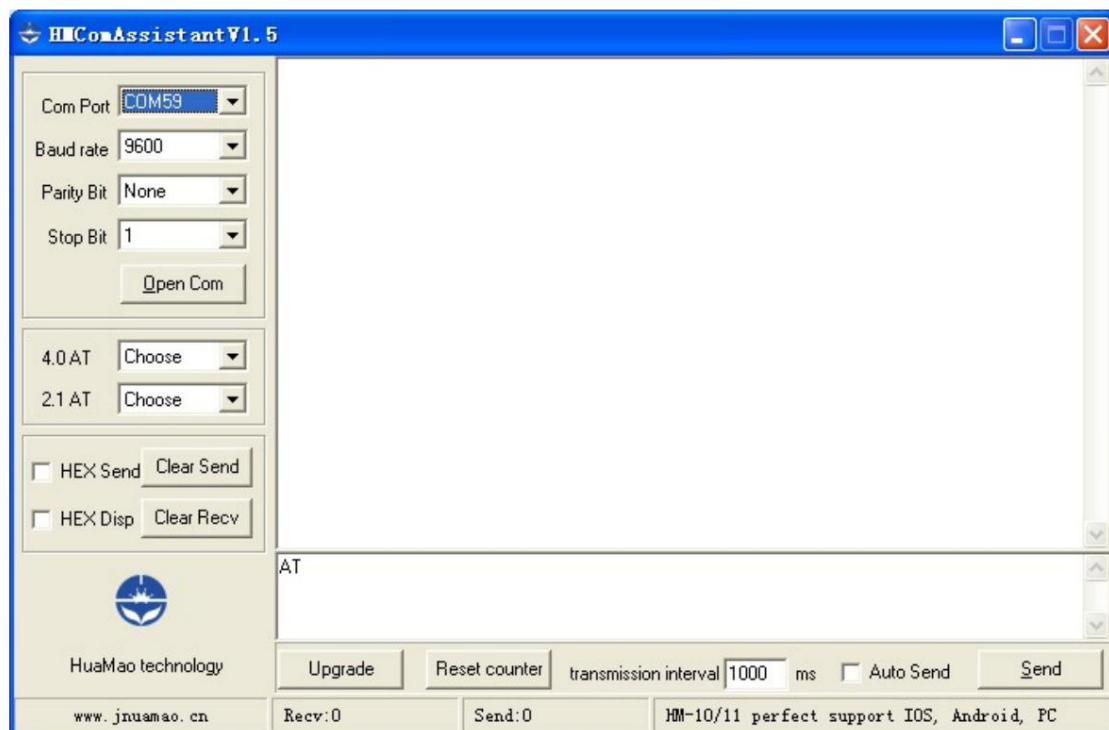 HMComAssistantV1.5
Com Port COM59
Baud rate 9600
Parity Bit None
Stop Bit 1
Open Com
4.0 AT Choose
2.1 AT Choose
HEX Send Clear Send
HEX Disp Clear Recv
AT
HuaMao technology
Upgrade Reset counter transmission interval 1000 ms Auto Send Send
www.jnuamao.cn Recv:0 Send:0 HM-10/11 perfect support IOS, Android, PC